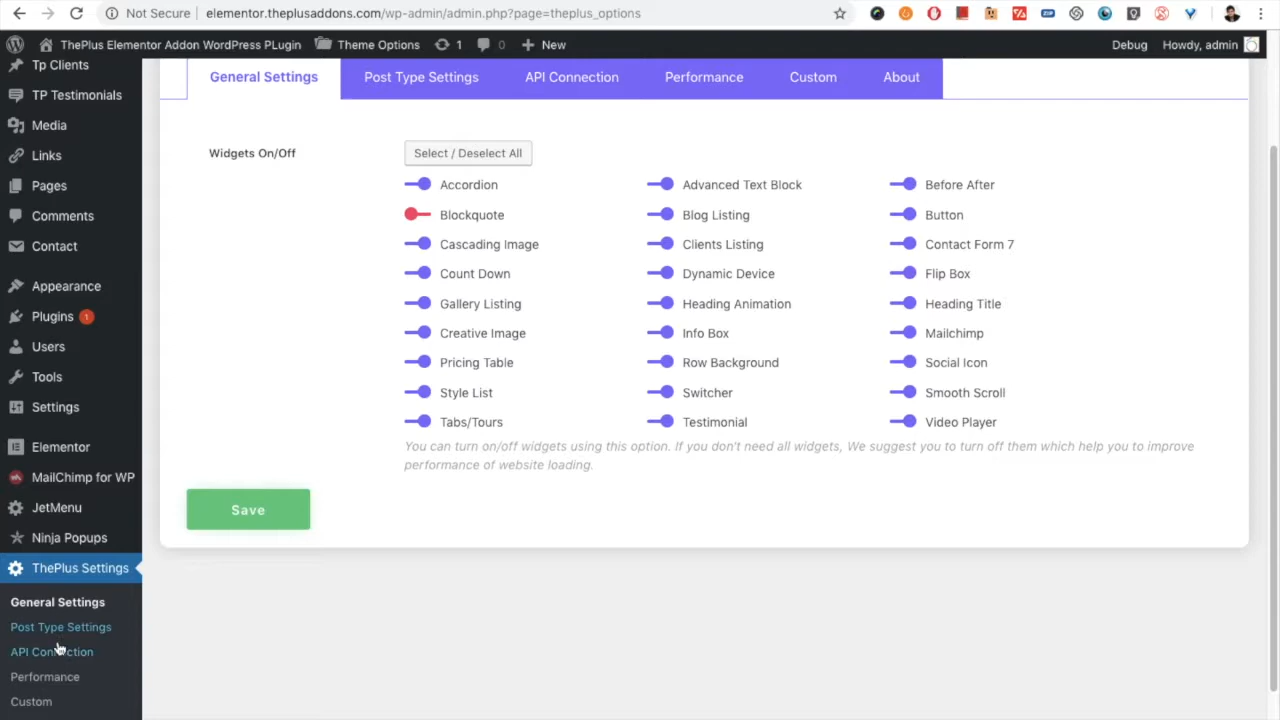 Not Secure
elementor.theplusaddons.com/wp-admin/admin.php?page=theplus_options
ZIP
ThePlus Elementor Addon WordPress Plugin
Theme Options
1
0
New
Debug
Howdy, admin
Tp Clients
TP Testimonials
Media
Links
Pages
Comments
Contact
Appearance
Plugins 1
Users
Tools
Settings
Elementor
MailChimp for WP
JetMenu
Ninja Popups
ThePlus Settings
General Settings
Post Type Settings
API Connection
Performance
Custom
General Settings
Post Type Settings
API Connection
Performance
Custom
About
Widgets On/Off
Select / Deselect All
Accordion
Advanced Text Block
Before After
Blockquote
Blog Listing
Button
Cascading Image
Clients Listing
Contact Form 7
Count Down
Dynamic Device
Flip Box
Gallery Listing
Heading Animation
Heading Title
Creative Image
Info Box
Mailchimp
Pricing Table
Row Background
Social Icon
Style List
Switcher
Smooth Scroll
Tabs/Tours
Testimonial
Video Player
You can turn on/off widgets using this option. If you don't need all widgets, We suggest you to turn off them which help you to improve
performance of website loading.
Save